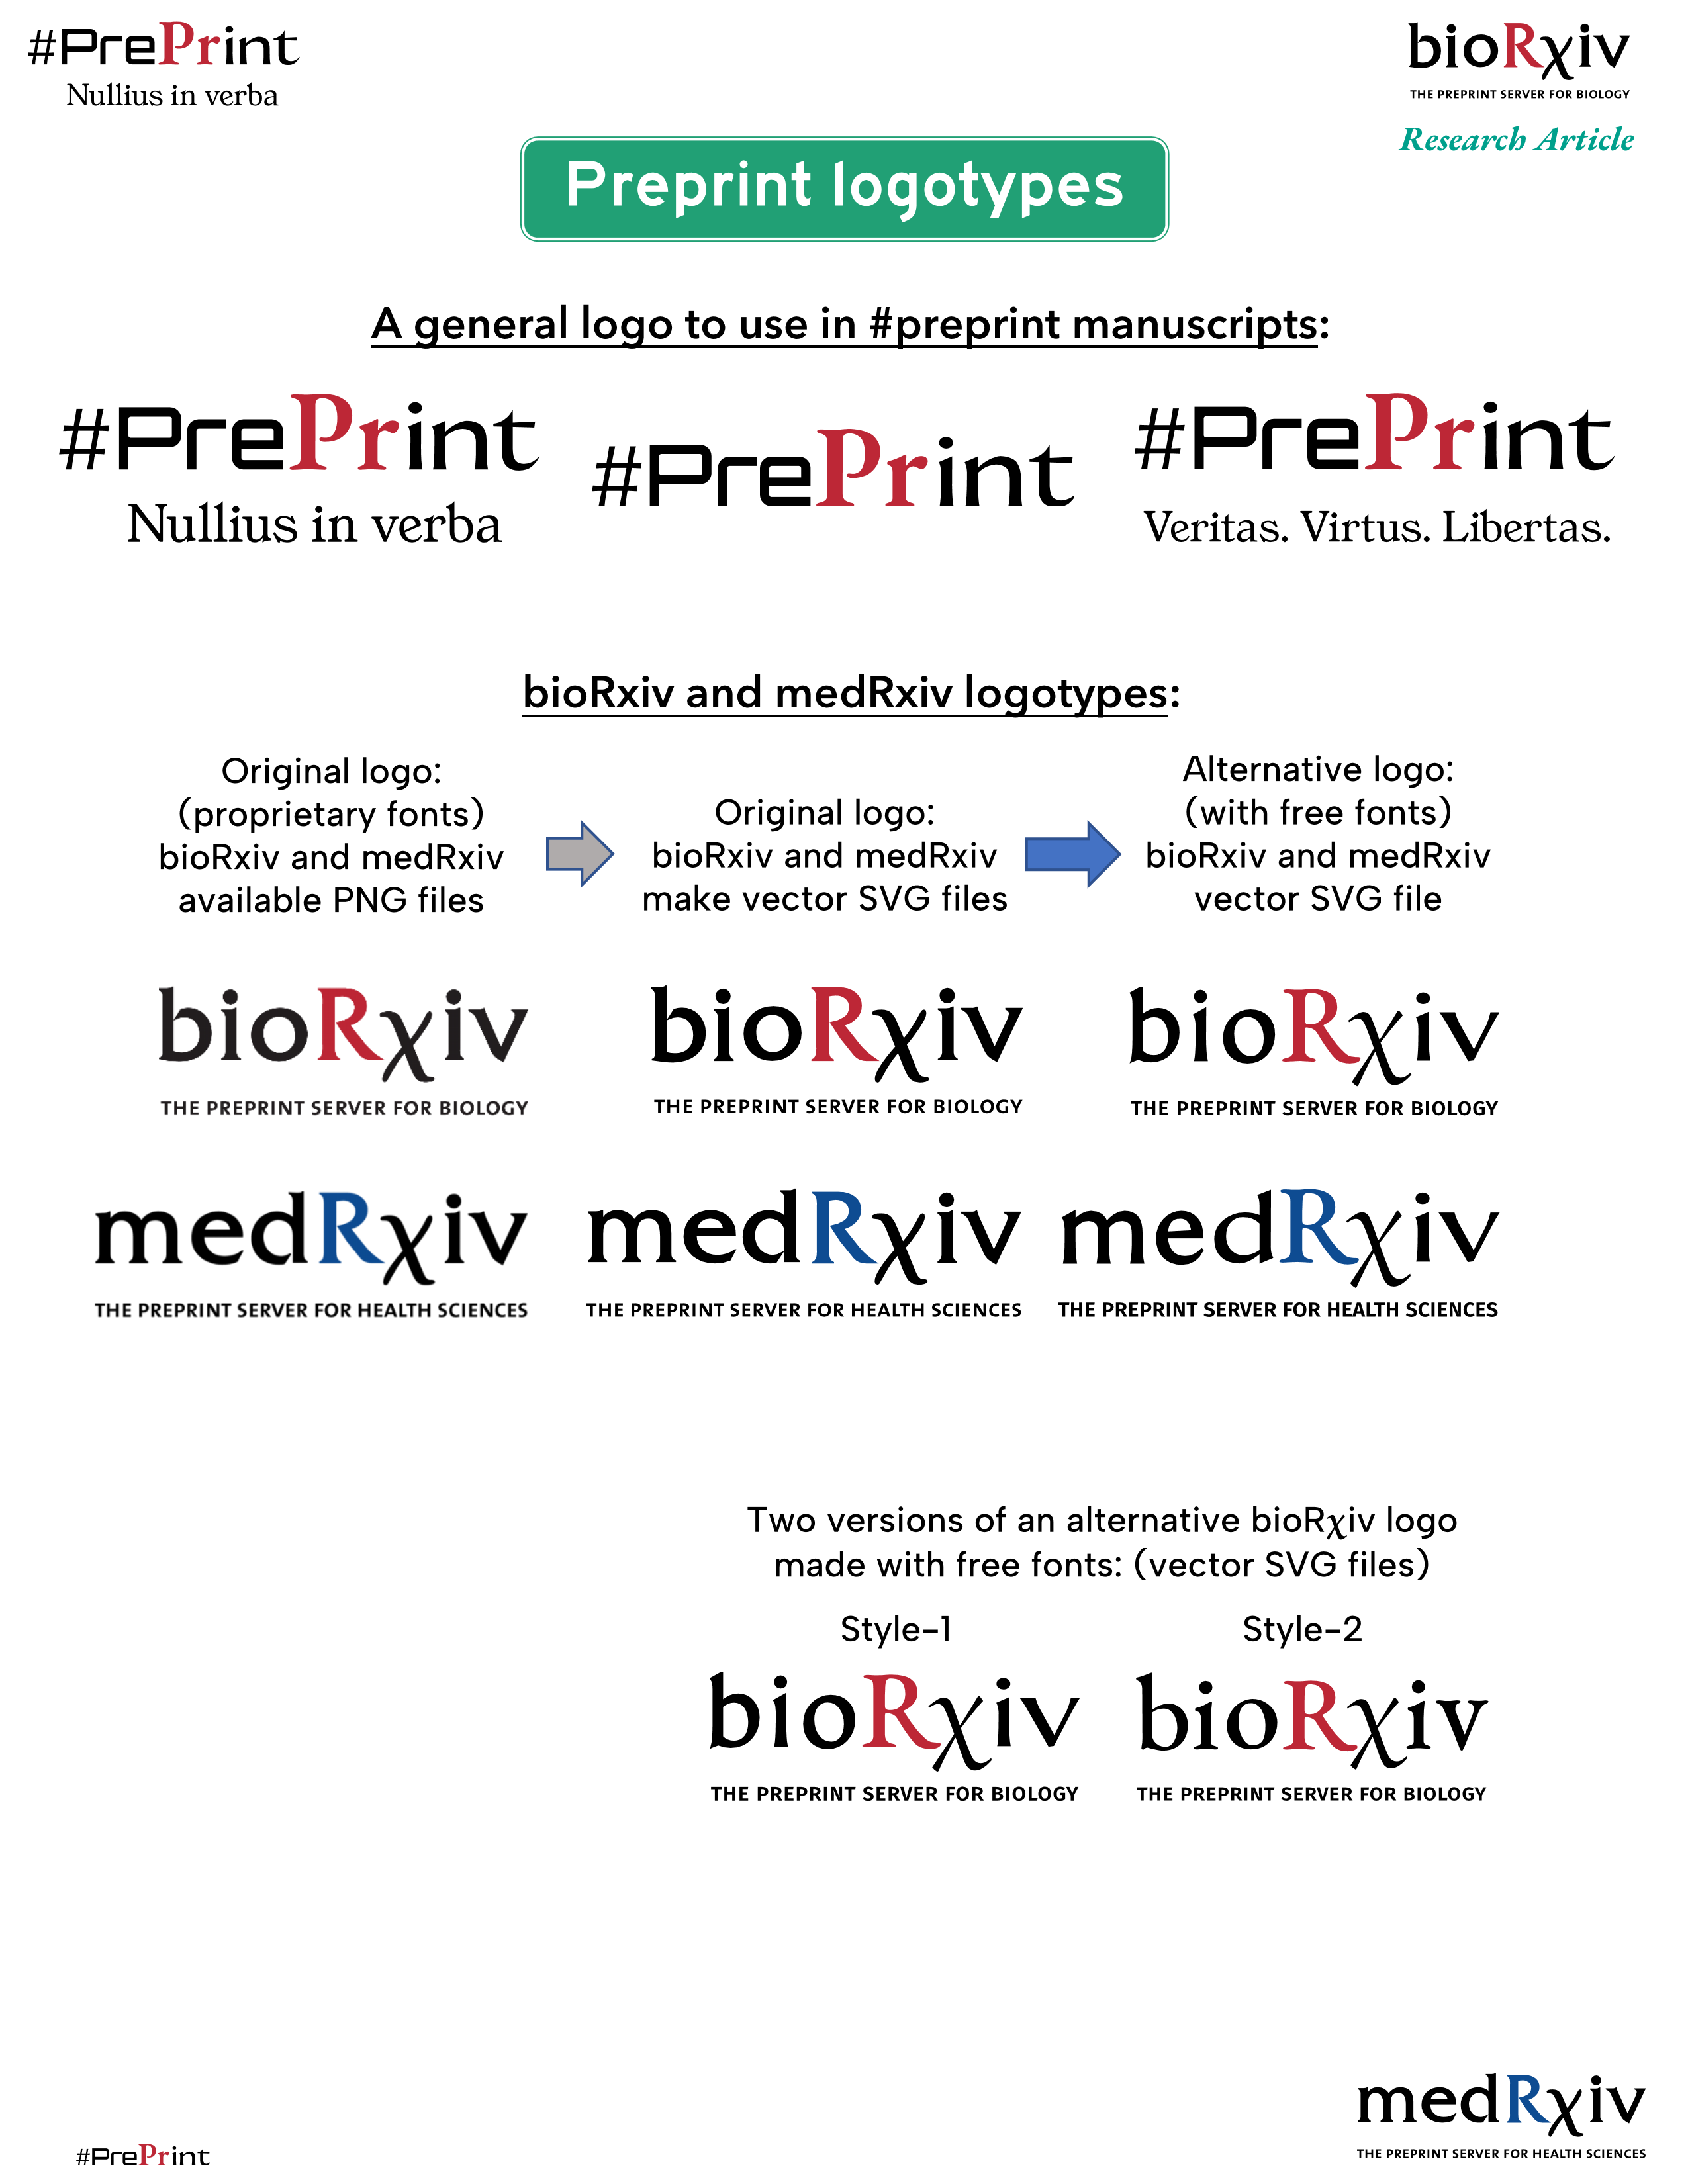 #PrePrint
Nullius in verba
bioRχiv
THE PREPRINT SERVER FOR BIOLOGY
Research Article
Preprint logotypes
A general logo to use in #preprint manuscripts:
#PrePrint
Nullius in verba
#PrePrint
#PrePrint
Veritas. Virtus. Libertas.
bioRxiv and medRxiv logotypes:
Original logo:
(proprietary fonts)
bioRxiv and medRxiv
available PNG files
Original logo:
bioRxiv and medRxiv
make vector SVG files
Alternative logo:
(with free fonts)
bioRxiv and medRxiv
vector SVG file
bioRχiv
THE PREPRINT SERVER FOR BIOLOGY
bioRχiv
THE PREPRINT SERVER FOR BIOLOGY
bioRχiv
THE PREPRINT SERVER FOR BIOLOGY
medRχiv
THE PREPRINT SERVER FOR HEALTH SCIENCES
medRχiv
THE PREPRINT SERVER FOR HEALTH SCIENCES
medRχiv
THE PREPRINT SERVER FOR HEALTH SCIENCES
Two versions of an alternative bioRχiv logo
made with free fonts: (vector SVG files)
Style-1
bioRχiv
THE PREPRINT SERVER FOR BIOLOGY
Style-2
bioRχiv
THE PREPRINT SERVER FOR BIOLOGY
#PrePrint
medRχiv
THE PREPRINT SERVER FOR HEALTH SCIENCES